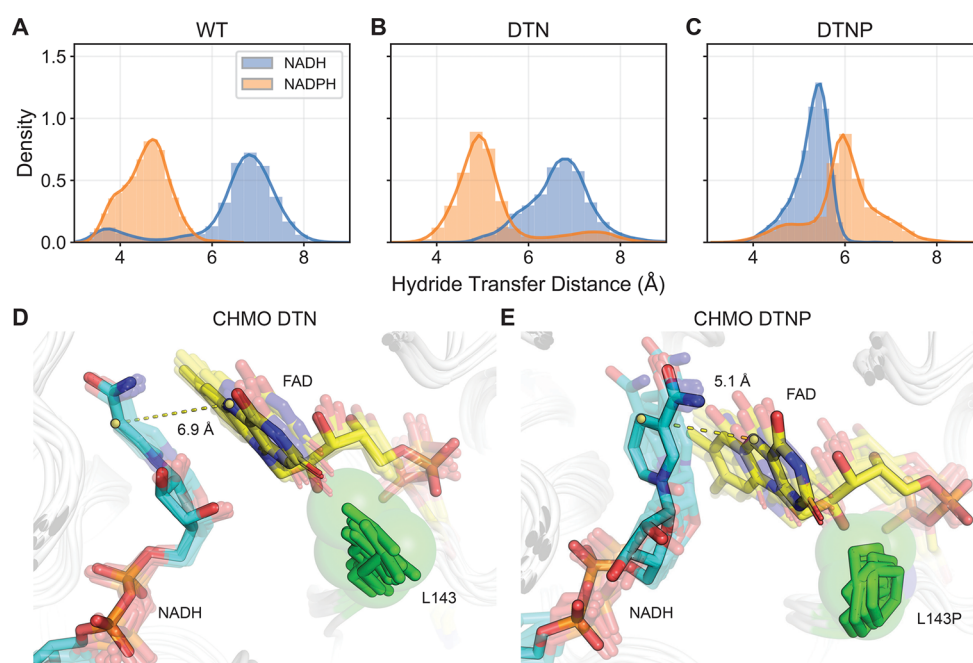 A
WT
B
DTN
C
DTNP
1.5
1.0
0.5
0.0
Density
NADH
NADPH
4 6 8
4 6 8
4 6 8
Hydride Transfer Distance (Å)
D
CHMO DTN
E
CHMO DTNP
FAD
6.9 Å
NADH
L143
5.1 Å
FAD
NADH
L143P